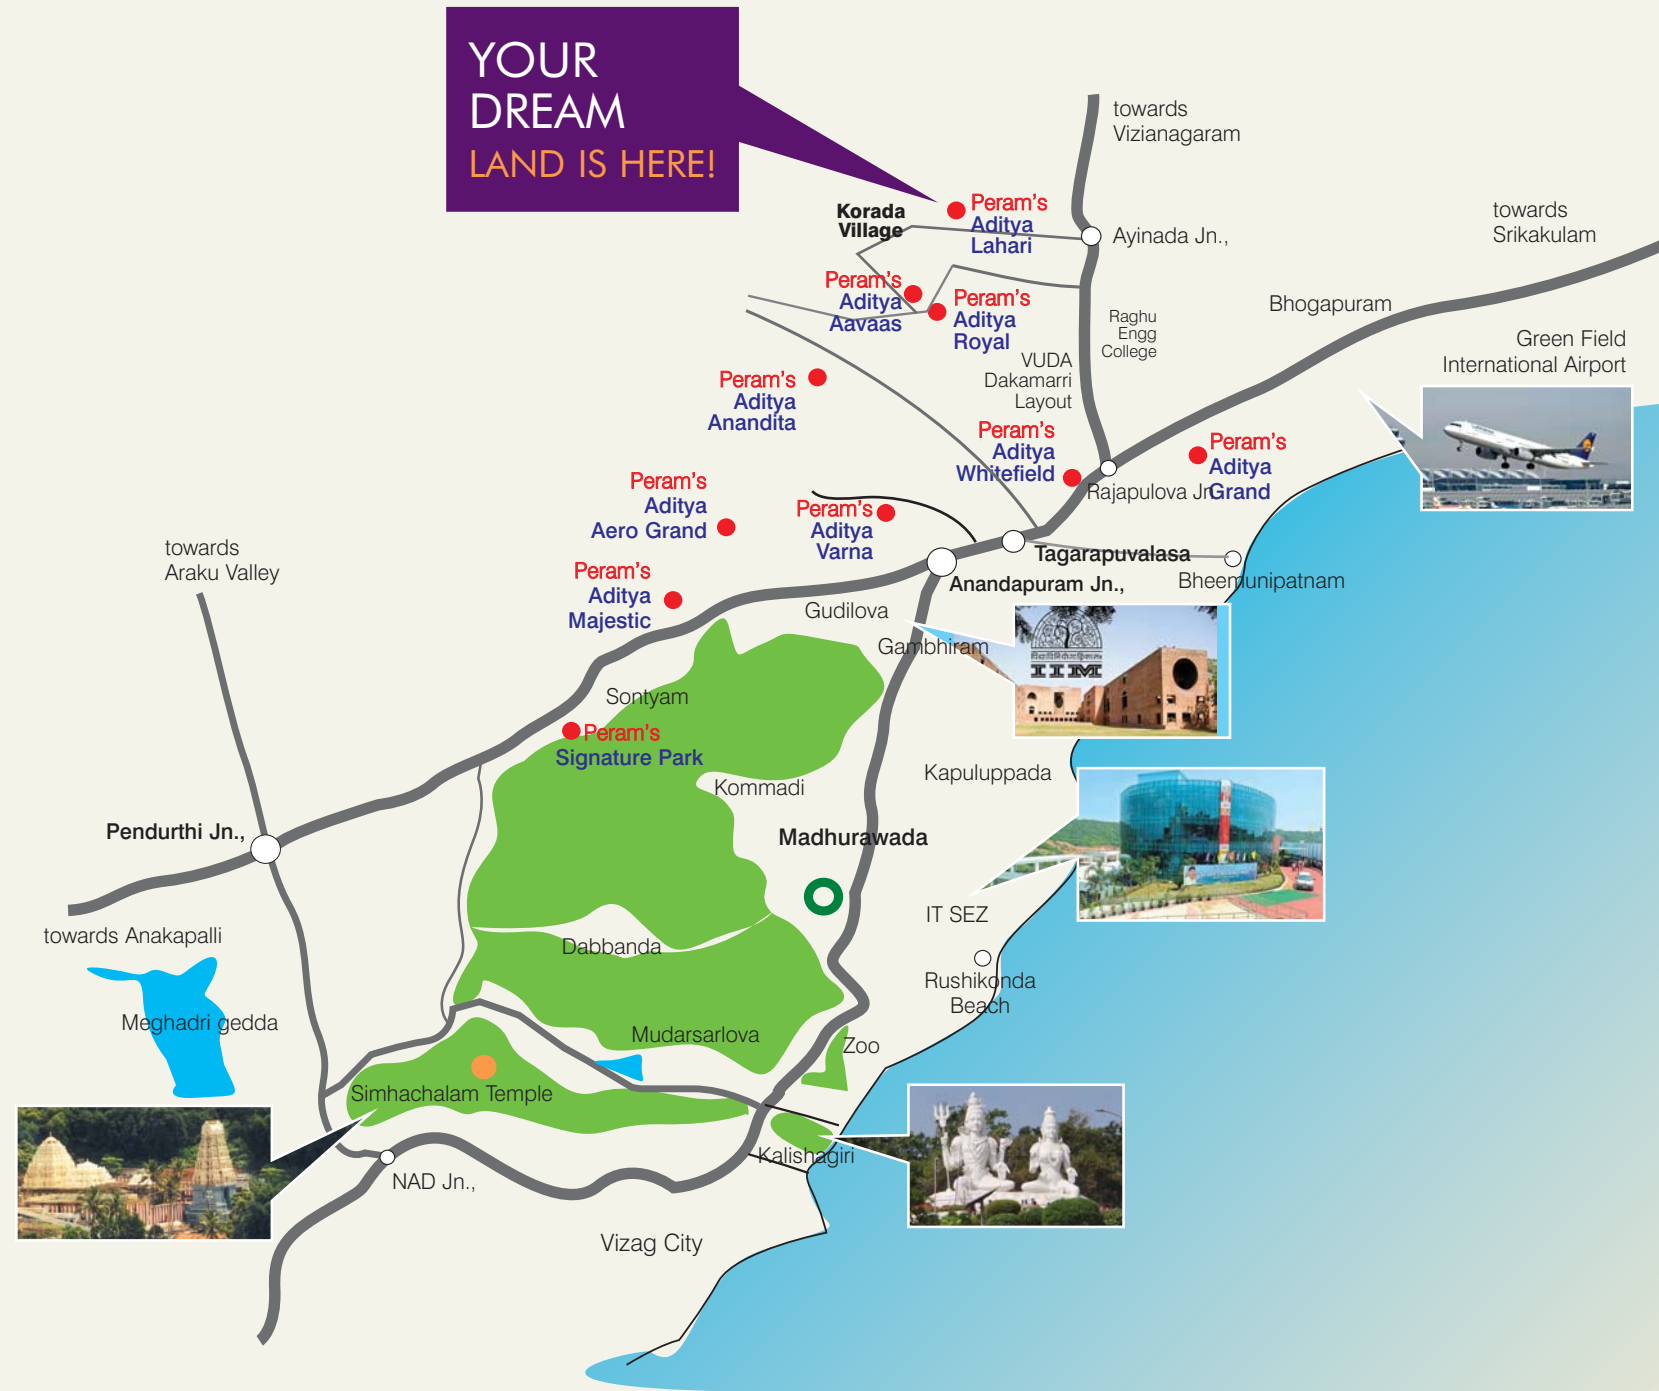 YOUR
DREAM
LAND IS HERE!
towards
Vizianagaram
Korada
Village
Peram's
Aditya
Lahari
Ayinada Jn.,
towards
Srikakulam
Peram's
Aditya
Aavaas
Peram's
Aditya
Royal
Bhogapuram
Raghu
Engg
College
Green Field
International Airport
VUDA
Dakamarri
Layout
Peram's
Aditya
Anandita
Peram's
Aditya
Whitefield
Peram's
Aditya
Grand
Rajapulova Jn
Peram's
Aditya
Aero Grand
Peram's
Aditya
Varna
towards
Araku Valley
Tagarapuvalasa
Anandapuram Jn.,
Bheemunipatnam
Peram's
Aditya
Majestic
Gudilova
Gambhiram
IIM
Sontyam
Peram's
Signature Park
Kommadi
Kapuluppada
Pendurthi Jn.,
Madhurawada
towards Anakapalli
IT SEZ
Dabbanda
Rushikonda
Beach
Meghadri gedda
Mudarsarlova
Zoo
Simhachalam Temple
Kalishagiri
NAD Jn.,
Vizag City